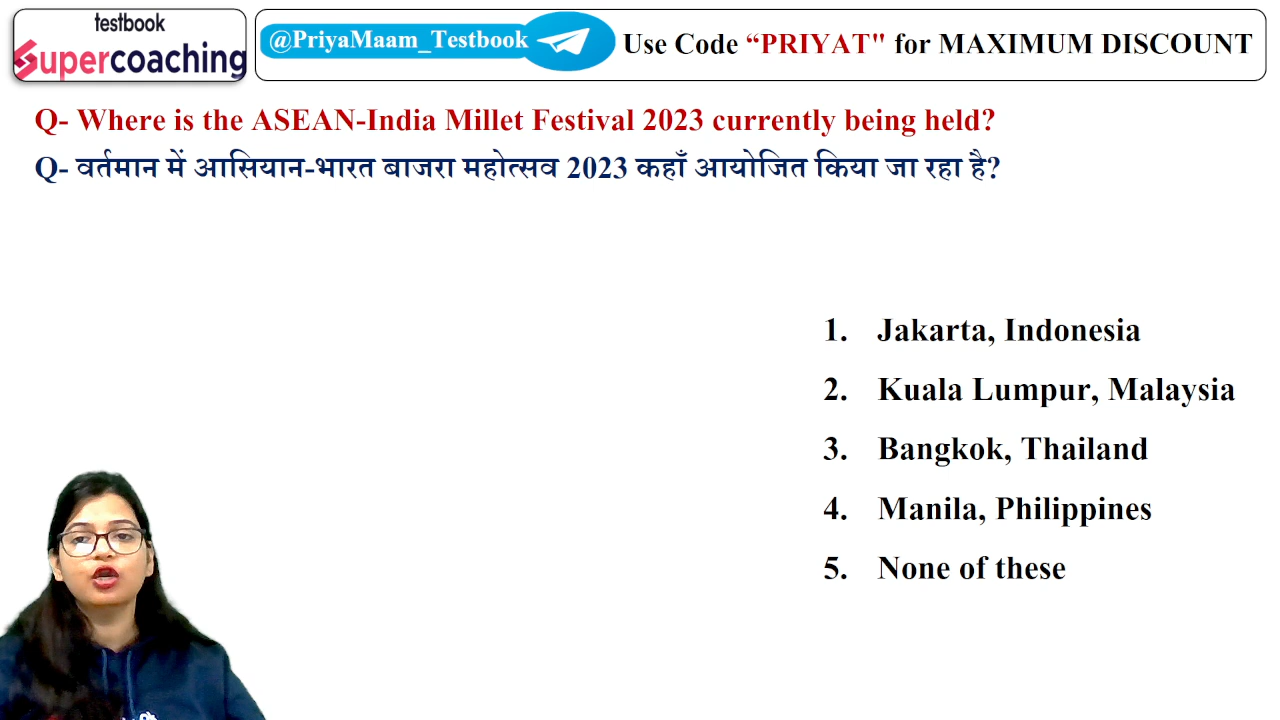 testbook
Supercoaching
@PriyaMaam_Testbook
Use Code “PRIYAT" for MAXIMUM DISCOUNT
Q- Where is the ASEAN-India Millet Festival 2023 currently being held?
Q- वर्तमान में आसियान-भारत बाजरा महोत्सव 2023 कहाँ आयोजित किया जा रहा है?
1. Jakarta, Indonesia
2. Kuala Lumpur, Malaysia
3. Bangkok, Thailand
4. Manila, Philippines
5. None of these